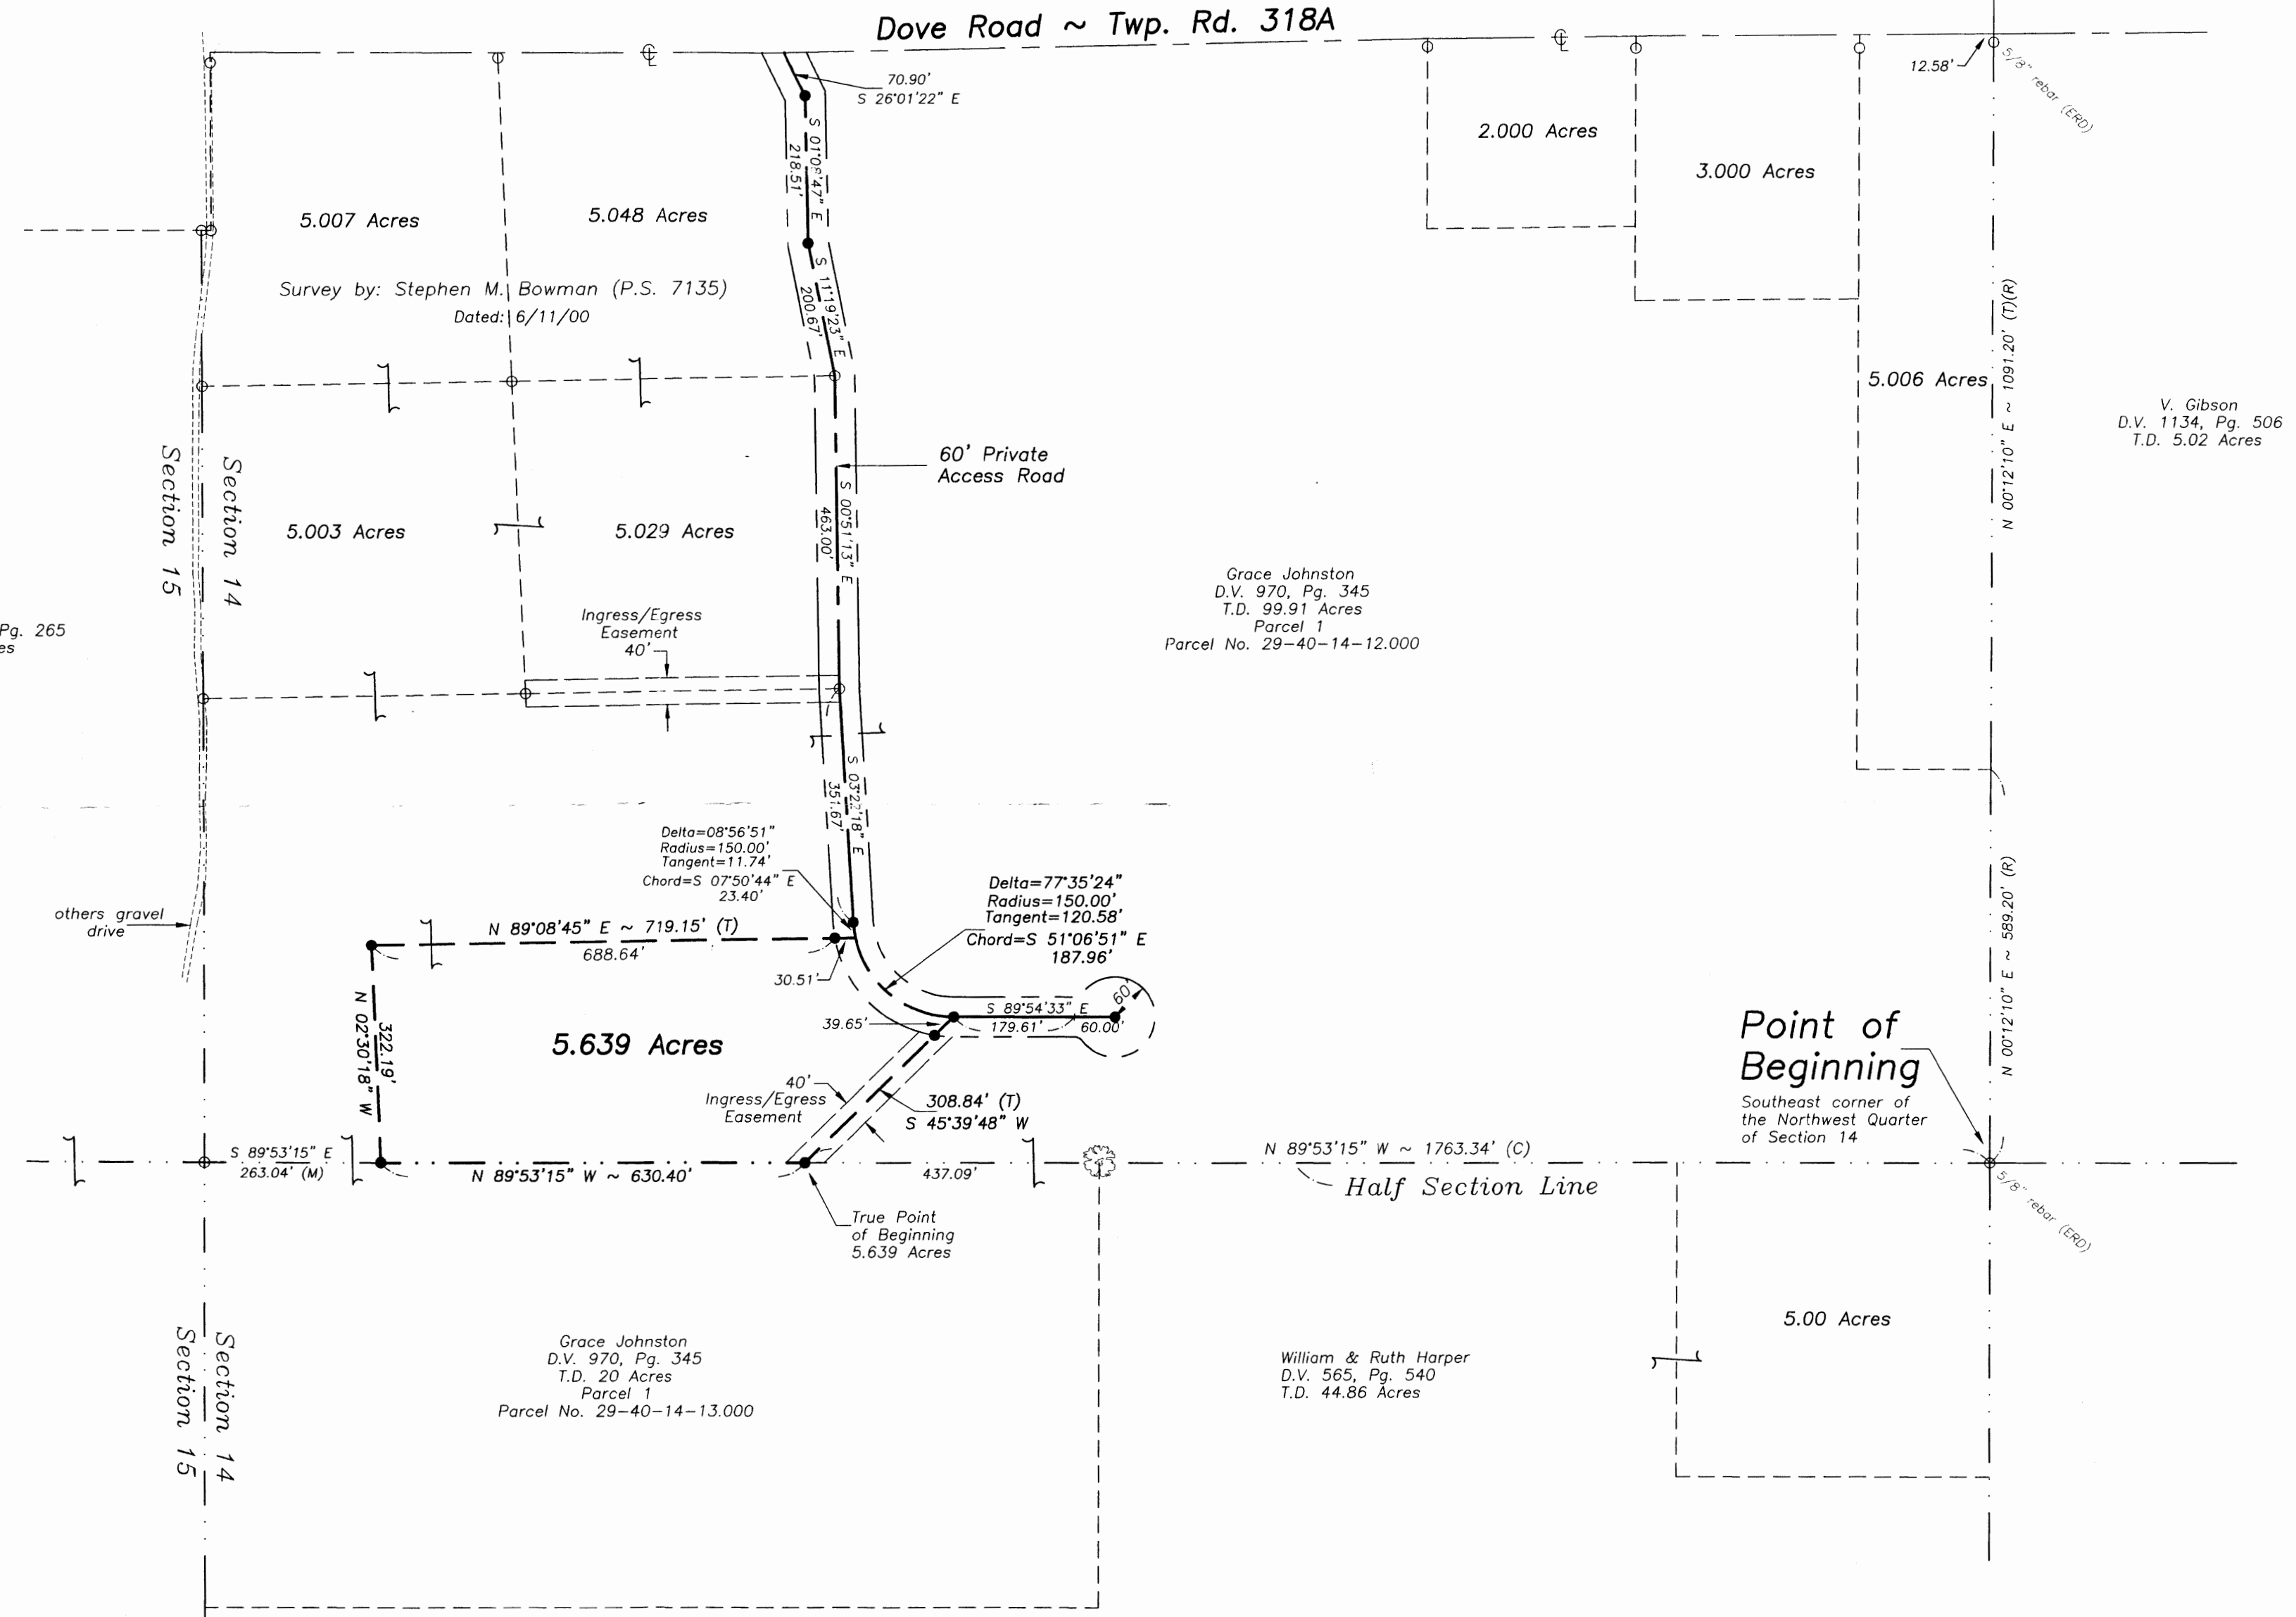 Dove Road ~ Twp. Rd. 318A
70.90'
S 26°01'22" E
12.58'
5/8" rebar (ERD)
2.000 Acres
3.000 Acres
5.007 Acres
5.048 Acres
S 01°08'47" E
218.51'
Survey by: Stephen M. Bowman (P.S. 7135)
Dated: 6/11/00
S 11°19'23" E
200.67'
5.006 Acres
N 00°12'10" E ~ 1091.20' (T)(R)
V. Gibson
D.V. 1134, Pg. 506
T.D. 5.02 Acres
60' Private
Access Road
Section 15
Section 14
S 00°51'13" E
463.00'
5.003 Acres
5.029 Acres
Grace Johnston
D.V. 970, Pg. 345
T.D. 99.91 Acres
Parcel 1
Parcel No. 29-40-14-12.000
Pg. 265
es
Ingress/Egress
Easement
40'
S 03°22'18" E
351.67'
Delta=08°56'51"
Radius=150.00'
Tangent=11.74'
Chord=S 07°50'44" E
23.40'
Delta=77°35'24"
Radius=150.00'
Tangent=120.58'
Chord=S 51°06'51" E
187.96'
others gravel
drive
N 89°08'45" E ~ 719.15' (T)
688.64'
30.51'
N 00°12'10" E ~ 589.20' (R)
60'
S 89°54'33" E
179.61'
60.00'
39.65'
322.19'
N 02°30'18" W
5.639 Acres
40'
Ingress/Egress
Easement
308.84' (T)
S 45°39'48" W
Point of
Beginning
Southeast corner of
the Northwest Quarter
of Section 14
S 89°53'15" E
263.04' (M)
N 89°53'15" W ~ 630.40'
437.09'
N 89°53'15" W ~ 1763.34' (C)
Half Section Line
5/8" rebar (ERD)
True Point
of Beginning
5.639 Acres
5.00 Acres
Section 15
Section 14
Grace Johnston
D.V. 970, Pg. 345
T.D. 20 Acres
Parcel 1
Parcel No. 29-40-14-13.000
William & Ruth Harper
D.V. 565, Pg. 540
T.D. 44.86 Acres